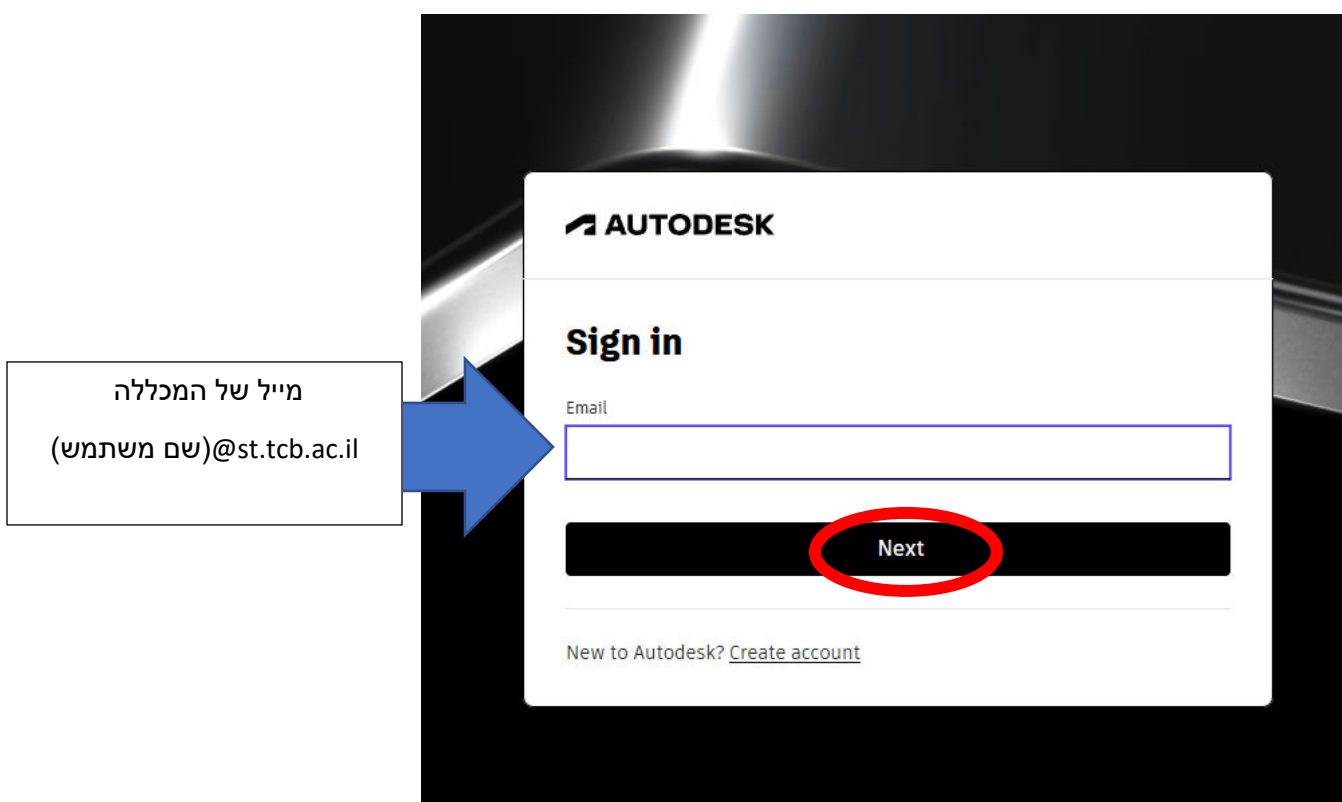 AUTODESK
Sign in
מייל של המכללה
(שם משתמש)@st.tcb.ac.il
Email
Next
New to Autodesk? Create account